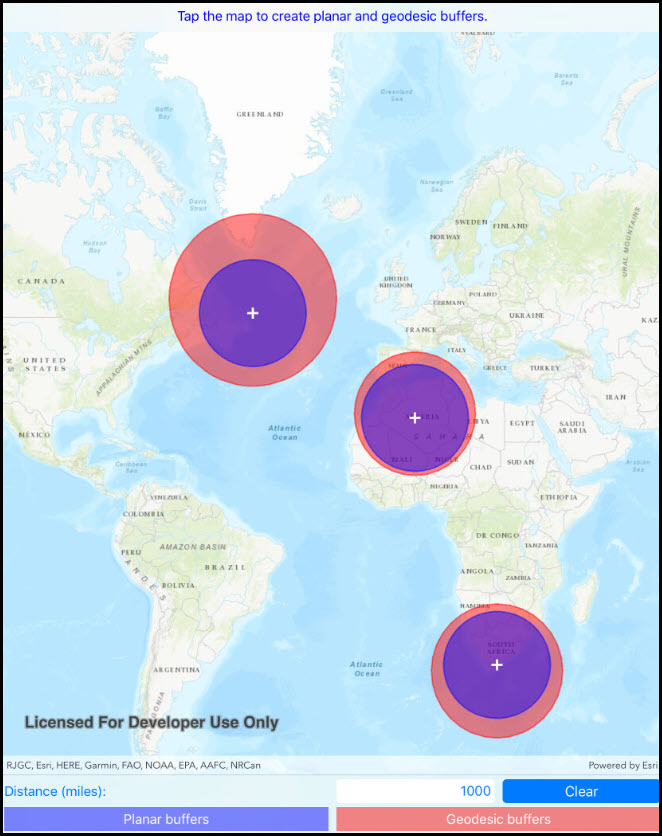 Tap the map to create planar and geodesic buffers.
Barents
Sea
Baffin
Bay
Greenland
Sea
GREENLAND
Norwegian
Sea
Davis
Strait
SWEDEN
FINLAND
NORWAY
URAL MOUNTAINS
Hudson
Bay
CANADA
UNITED
KINGDOM
POLAND
GERMANY
UKRAINE
KAZ
FRANCE
ITALY
UNITED
STATES
APPALACHIAN MTNS
SPAIN
GREECE
TURKEY
IRAN
Atlantic
Ocean
ERIA
IBYA
EGYPT
SAUDI
ARABIA
SAHARA
MEXICO
Caribbean
Sea
MALI
NIGER
CHAD
SUDAN
Arabian
Sea
NIGERIA
VENEZUELA
ETHIOPIA
COLOMBIA
DR CONGO
TANZANIA
PERU
AMAZON BASIN
BRAZIL
ANGOLA
ZAMBIA
ANDES
BOLIVIA
NAMIBIA
SOUTH
AFRICA
Atlantic
Ocean
ARGENTINA
PATAGONIA
Licensed For Developer Use Only
RJGC, Esri, HERE, Garmin, FAO, NOAA, EPA, AAFC, NRCan
Powered by Esri
Distance (miles):
1000
Clear
Planar buffers
Geodesic buffers